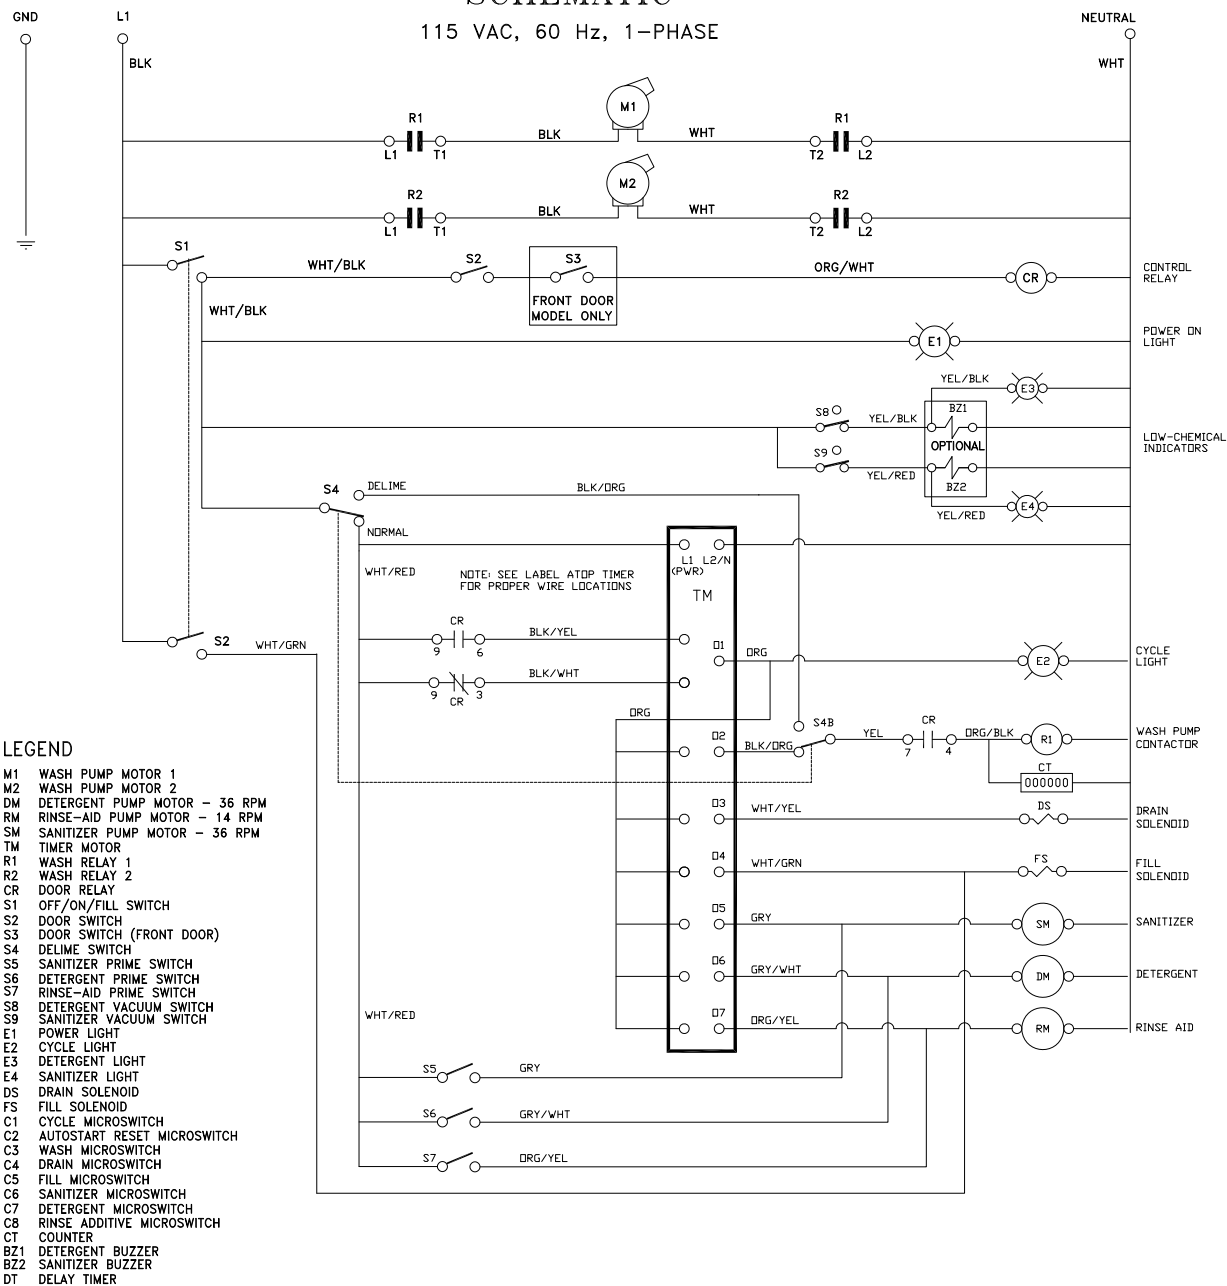 SCHEMATIC
115 VAC, 60 Hz, 1-PHASE
GND
L1
NEUTRAL
BLK
WHT
M1
R1
BLK
WHT
R1
L1
T1
T2
L2
M2
R2
BLK
WHT
R2
L1
T1
T2
L2
S1
WHT/BLK
S2
S3
ORG/WHT
CR
CONTROL
RELAY
FRONT DOOR
MODEL ONLY
WHT/BLK
E1
POWER ON
LIGHT
YEL/BLK
E3
S8
YEL/BLK
BZ1
OPTIONAL
LOW-CHEMICAL
INDICATORS
S9
YEL/RED
BZ2
YEL/RED
E4
S4
DELIME
BLK/ORG
NORMAL
L1 L2/N
(PWR)
WHT/RED
NOTE: SEE LABEL ATOP TIMER
FOR PROPER WIRE LOCATIONS
TM
CR
9
6
BLK/YEL
S2
WHT/GRN
O1
ORG
E2
CYCLE
LIGHT
9
CR
3
BLK/WHT
ORG
S4B
O2
BLK/ORG
YEL
CR
7
4
ORG/BLK
R1
WASH PUMP
CONTACTOR
CT
000000
O3
WHT/YEL
DS
DRAIN
SOLENOID
O4
WHT/GRN
FS
FILL
SOLENOID
O5
GRY
SM
SANITIZER
O6
GRY/WHT
DM
DETERGENT
O7
ORG/YEL
RM
RINSE AID
WHT/RED
S5
GRY
S6
GRY/WHT
S7
ORG/YEL
LEGEND
M1 WASH PUMP MOTOR 1
M2 WASH PUMP MOTOR 2
DM DETERGENT PUMP MOTOR - 36 RPM
RM RINSE-AID PUMP MOTOR - 14 RPM
SM SANITIZER PUMP MOTOR - 36 RPM
TM TIMER MOTOR
R1 WASH RELAY 1
R2 WASH RELAY 2
CR DOOR RELAY
S1 OFF/ON/FILL SWITCH
S2 DOOR SWITCH
S3 DOOR SWITCH (FRONT DOOR)
S4 DELIME SWITCH
S5 SANITIZER PRIME SWITCH
S6 DETERGENT PRIME SWITCH
S7 RINSE-AID PRIME SWITCH
S8 DETERGENT VACUUM SWITCH
S9 SANITIZER VACUUM SWITCH
E1 POWER LIGHT
E2 CYCLE LIGHT
E3 DETERGENT LIGHT
E4 SANITIZER LIGHT
DS DRAIN SOLENOID
FS FILL SOLENOID
C1 CYCLE MICROSWITCH
C2 AUTOSTART RESET MICROSWITCH
C3 WASH MICROSWITCH
C4 DRAIN MICROSWITCH
C5 FILL MICROSWITCH
C6 SANITIZER MICROSWITCH
C7 DETERGENT MICROSWITCH
C8 RINSE ADDITIVE MICROSWITCH
CT COUNTER
BZ1 DETERGENT BUZZER
BZ2 SANITIZER BUZZER
DT DELAY TIMER